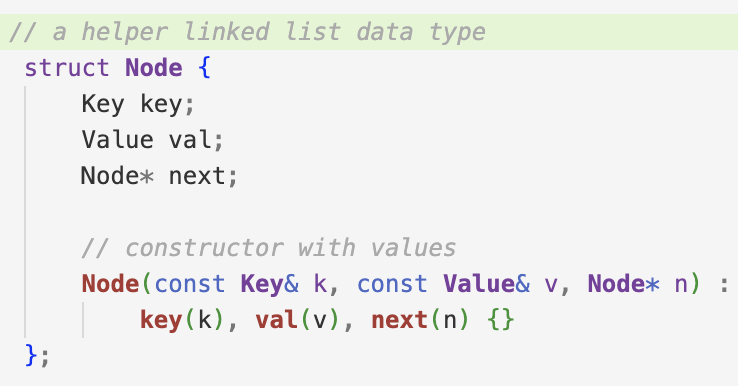 // a helper linked list data type
struct Node {
Key key;
Value val;
Node* next;
// constructor with values
Node(const Key& k, const Value& v, Node* n) :
key(k), val(v), next(n) {}
};